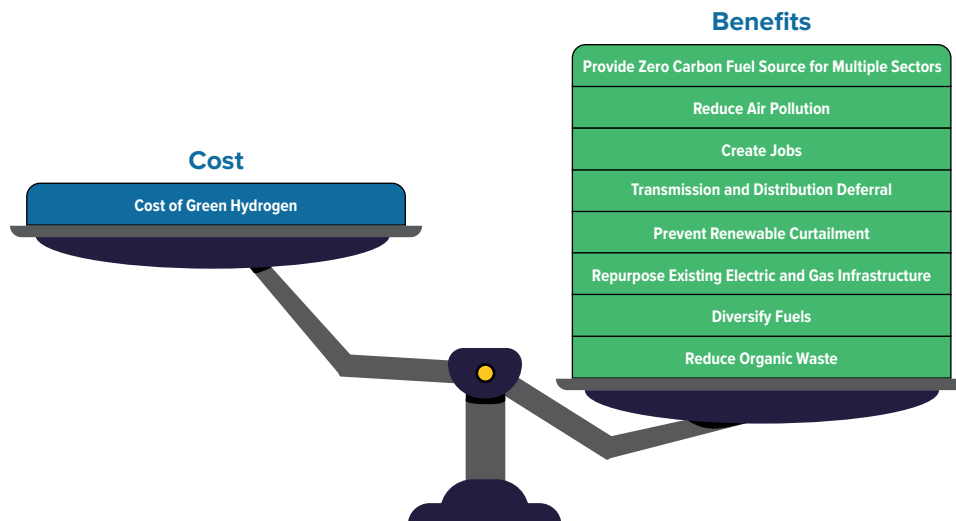 Benefits
Provide Zero Carbon Fuel Source for Multiple Sectors
Reduce Air Pollution
Create Jobs
Transmission and Distribution Deferral
Prevent Renewable Curtailment
Repurpose Existing Electric and Gas Infrastructure
Diversify Fuels
Reduce Organic Waste
Cost
Cost of Green Hydrogen